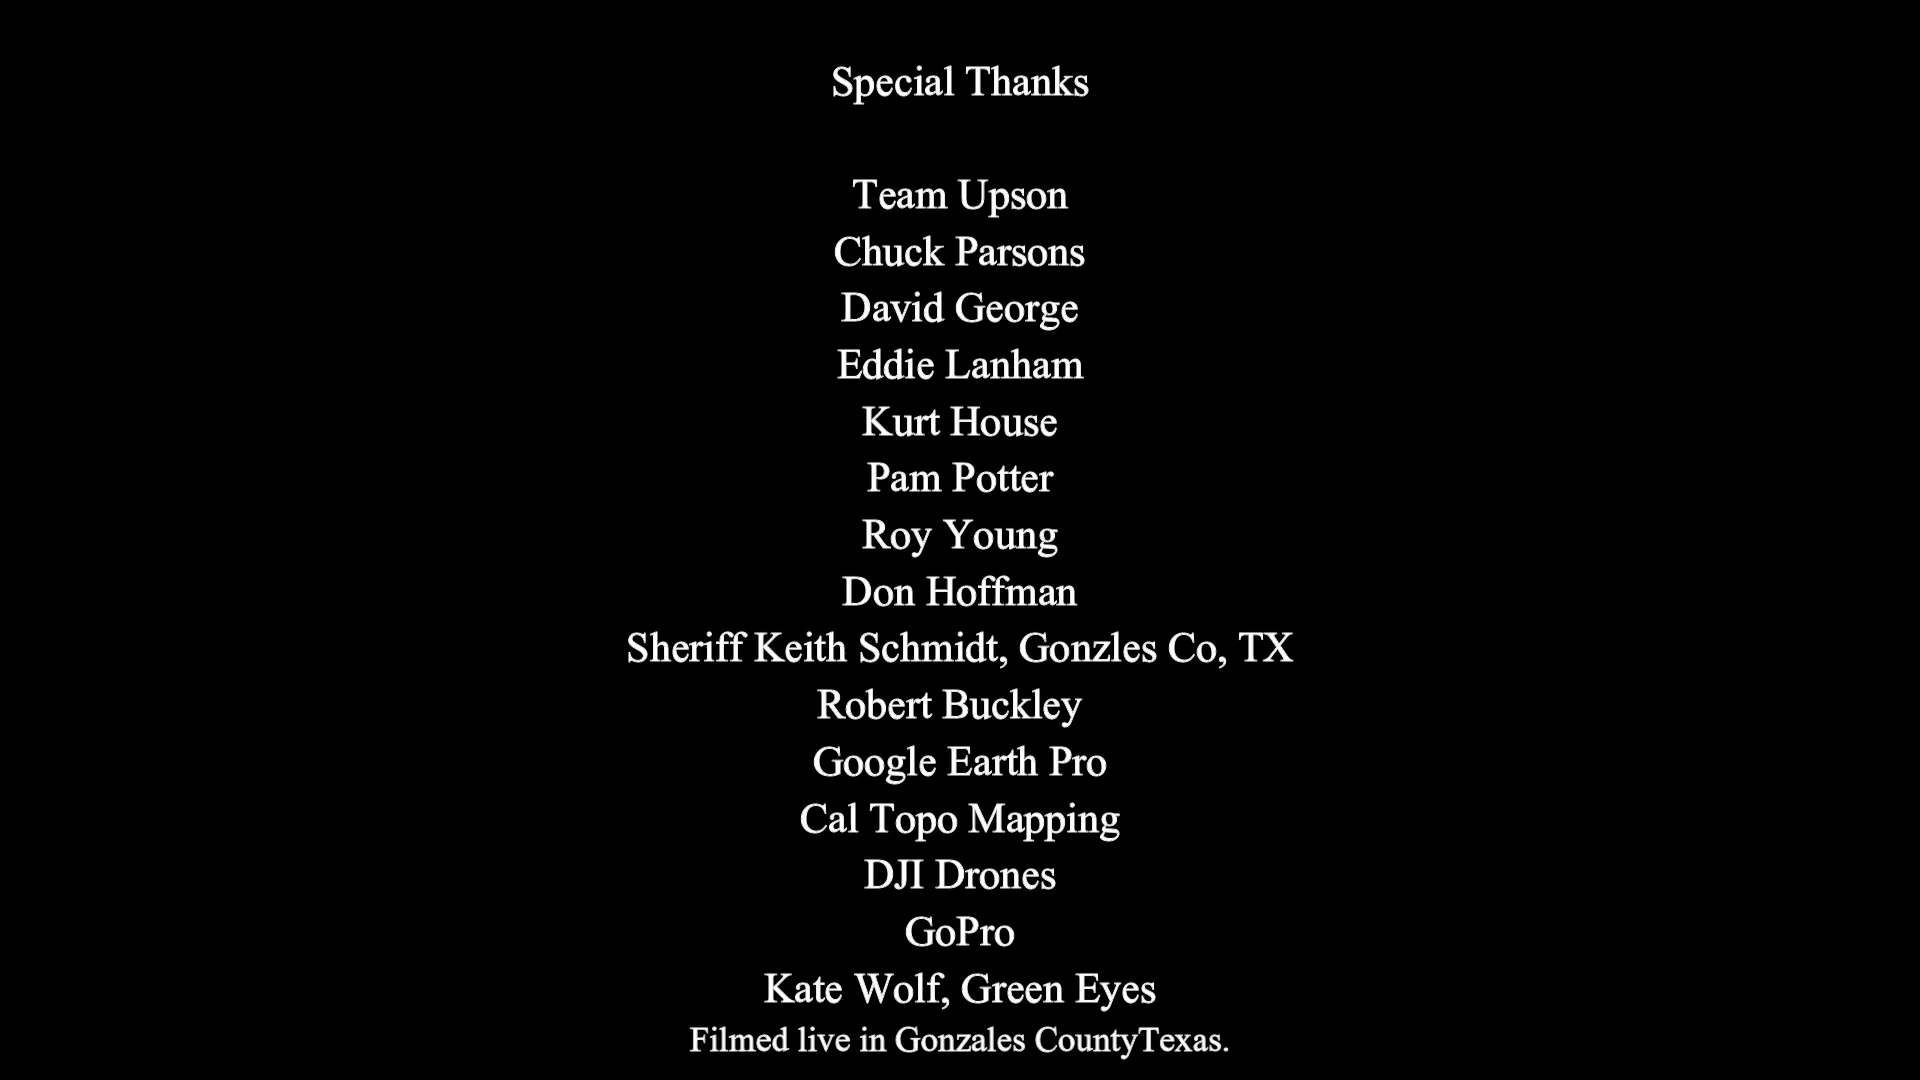 Special Thanks
Team Upson
Chuck Parsons
David George
Eddie Lanham
Kurt House
Pam Potter
Roy Young
Don Hoffman
Sheriff Keith Schmidt, Gonzles Co, TX
Robert Buckley
Google Earth Pro
Cal Topo Mapping
DJI Drones
GoPro
Kate Wolf, Green Eyes
Filmed live in Gonzales CountyTexas.